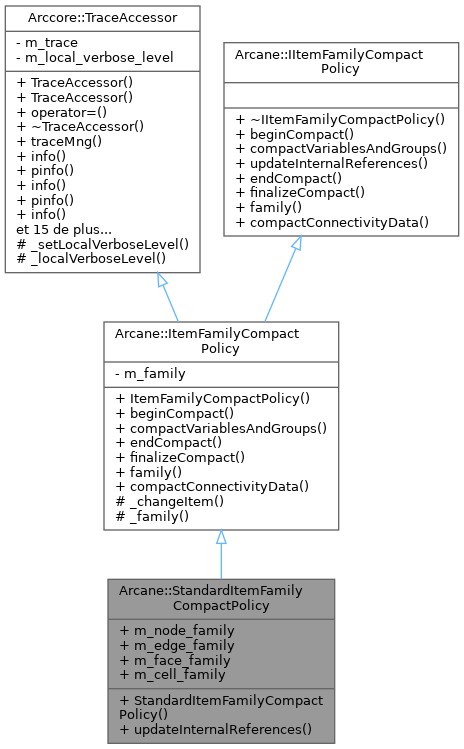 Arccore::TraceAccessor
- m_trace
- m_local_verbose_level
+ TraceAccessor()
+ TraceAccessor()
+ operator=()
+ ~TraceAccessor()
+ traceMng()
+ info()
+ pinfo()
+ info()
+ pinfo()
+ info()
et 15 de plus...
# _setLocalVerboseLevel()
# _localVerboseLevel()
Arcane::IItemFamilyCompact
Policy
+ ~IItemFamilyCompactPolicy()
+ beginCompact()
+ compactVariablesAndGroups()
+ updateInternalReferences()
+ endCompact()
+ finalizeCompact()
+ family()
+ compactConnectivityData()
Arcane::ItemFamilyCompact
Policy
- m_family
+ ItemFamilyCompactPolicy()
+ beginCompact()
+ compactVariablesAndGroups()
+ endCompact()
+ finalizeCompact()
+ family()
+ compactConnectivityData()
# _changeItem()
# _family()
Arcane::StandardItemFamily
CompactPolicy
+ m_node_family
+ m_edge_family
+ m_face_family
+ m_cell_family
+ StandardItemFamilyCompact
Policy()
+ updateInternalReferences()